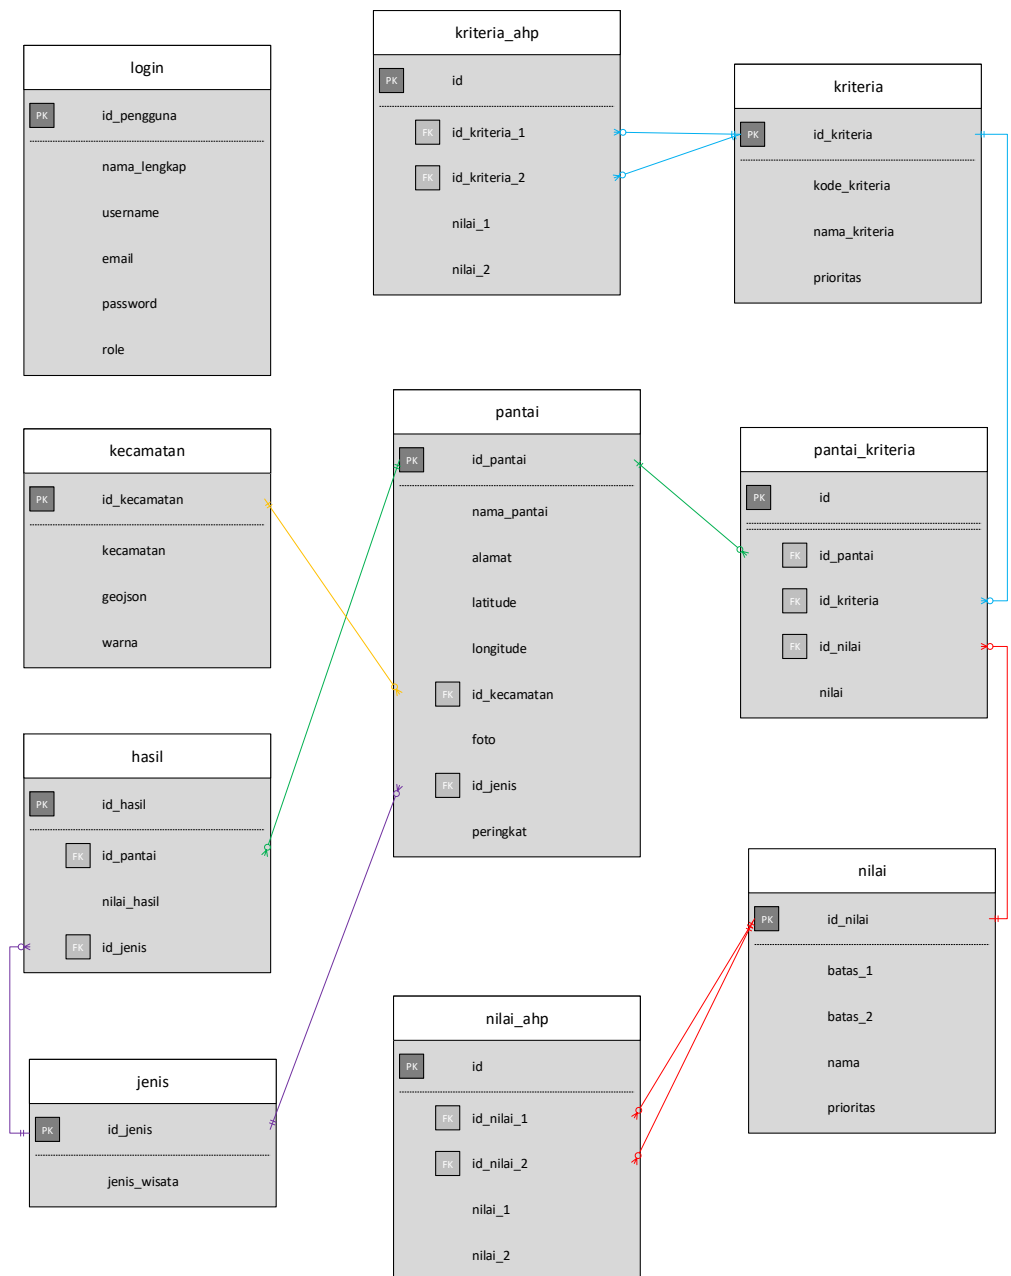 login
PK id_pengguna
nama_lengkap
username
email
password
role
kriteria_ahp
PK id
FK id_kriteria_1
FK id_kriteria_2
nilai_1
nilai_2
kriteria
PK id_kriteria
kode_kriteria
nama_kriteria
prioritas
kecamatan
PK id_kecamatan
kecamatan
geojson
warna
pantai
PK id_pantai
nama_pantai
alamat
latitude
longitude
FK id_kecamatan
foto
FK id_jenis
peringkat
pantai_kriteria
PK id
FK id_pantai
FK id_kriteria
FK id_nilai
nilai
hasil
PK id_hasil
FK id_pantai
nilai_hasil
FK id_jenis
nilai
PK id_nilai
batas_1
batas_2
nama
prioritas
jenis
PK id_jenis
jenis_wisata
nilai_ahp
PK id
FK id_nilai_1
FK id_nilai_2
nilai_1
nilai_2